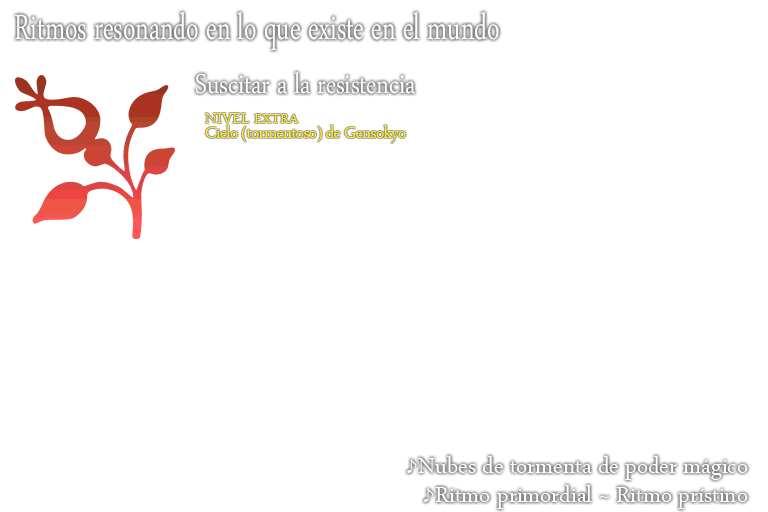 Ritmos resonando en lo que existe en el mundo
Suscitar a la resistencia
NIVEL EXTRA
Cielo (tormentoso) de Gensokyo
♪Nubes de tormenta de poder mágico
♪Ritmo primordial ~ Ritmo prístino